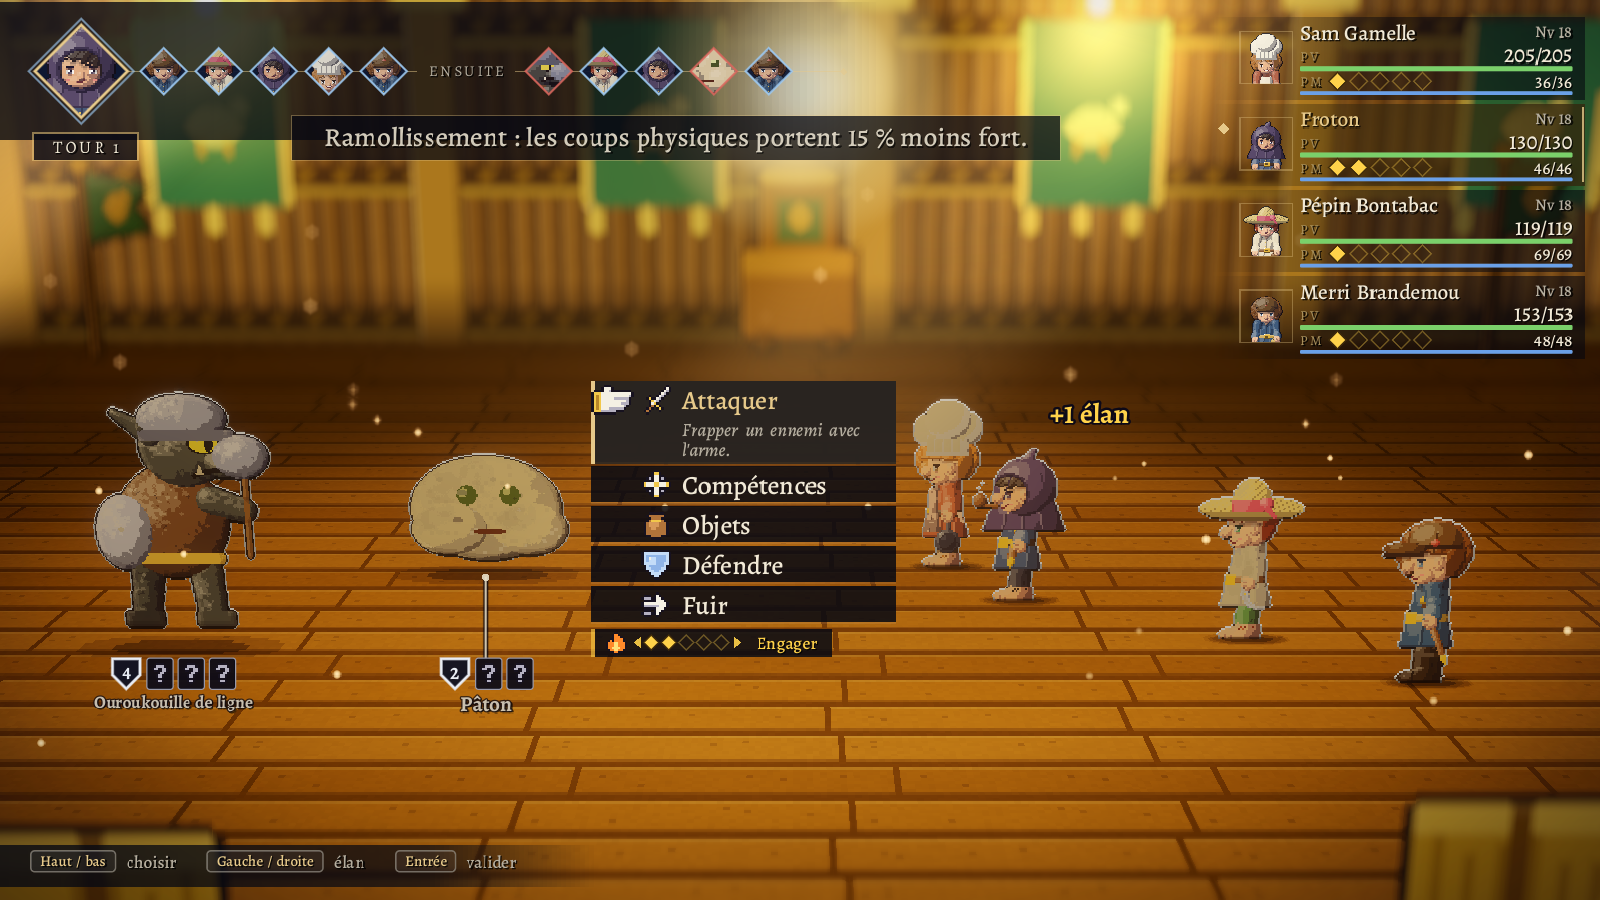 ENSUITE
TOUR 1
Ramollissement : les coups physiques portent 15 % moins fort.
Sam Gamelle Nv 18
PV 205/205
PM 36/36
Froton Nv 18
PV 130/130
PM 46/46
Pépin Bontabac Nv 18
PV 119/119
PM 69/69
Merri Brandemou Nv 18
PV 153/153
PM 48/48
+1 élan
Attaquer
Frapper un ennemi avec
l'arme.
Compétences
Objets
Défendre
Fuir
Engager
4 ? ? ?
Ouroukouille de ligne
2 ? ?
Pâton
Haut / bas choisir Gauche / droite élan Entrée valider